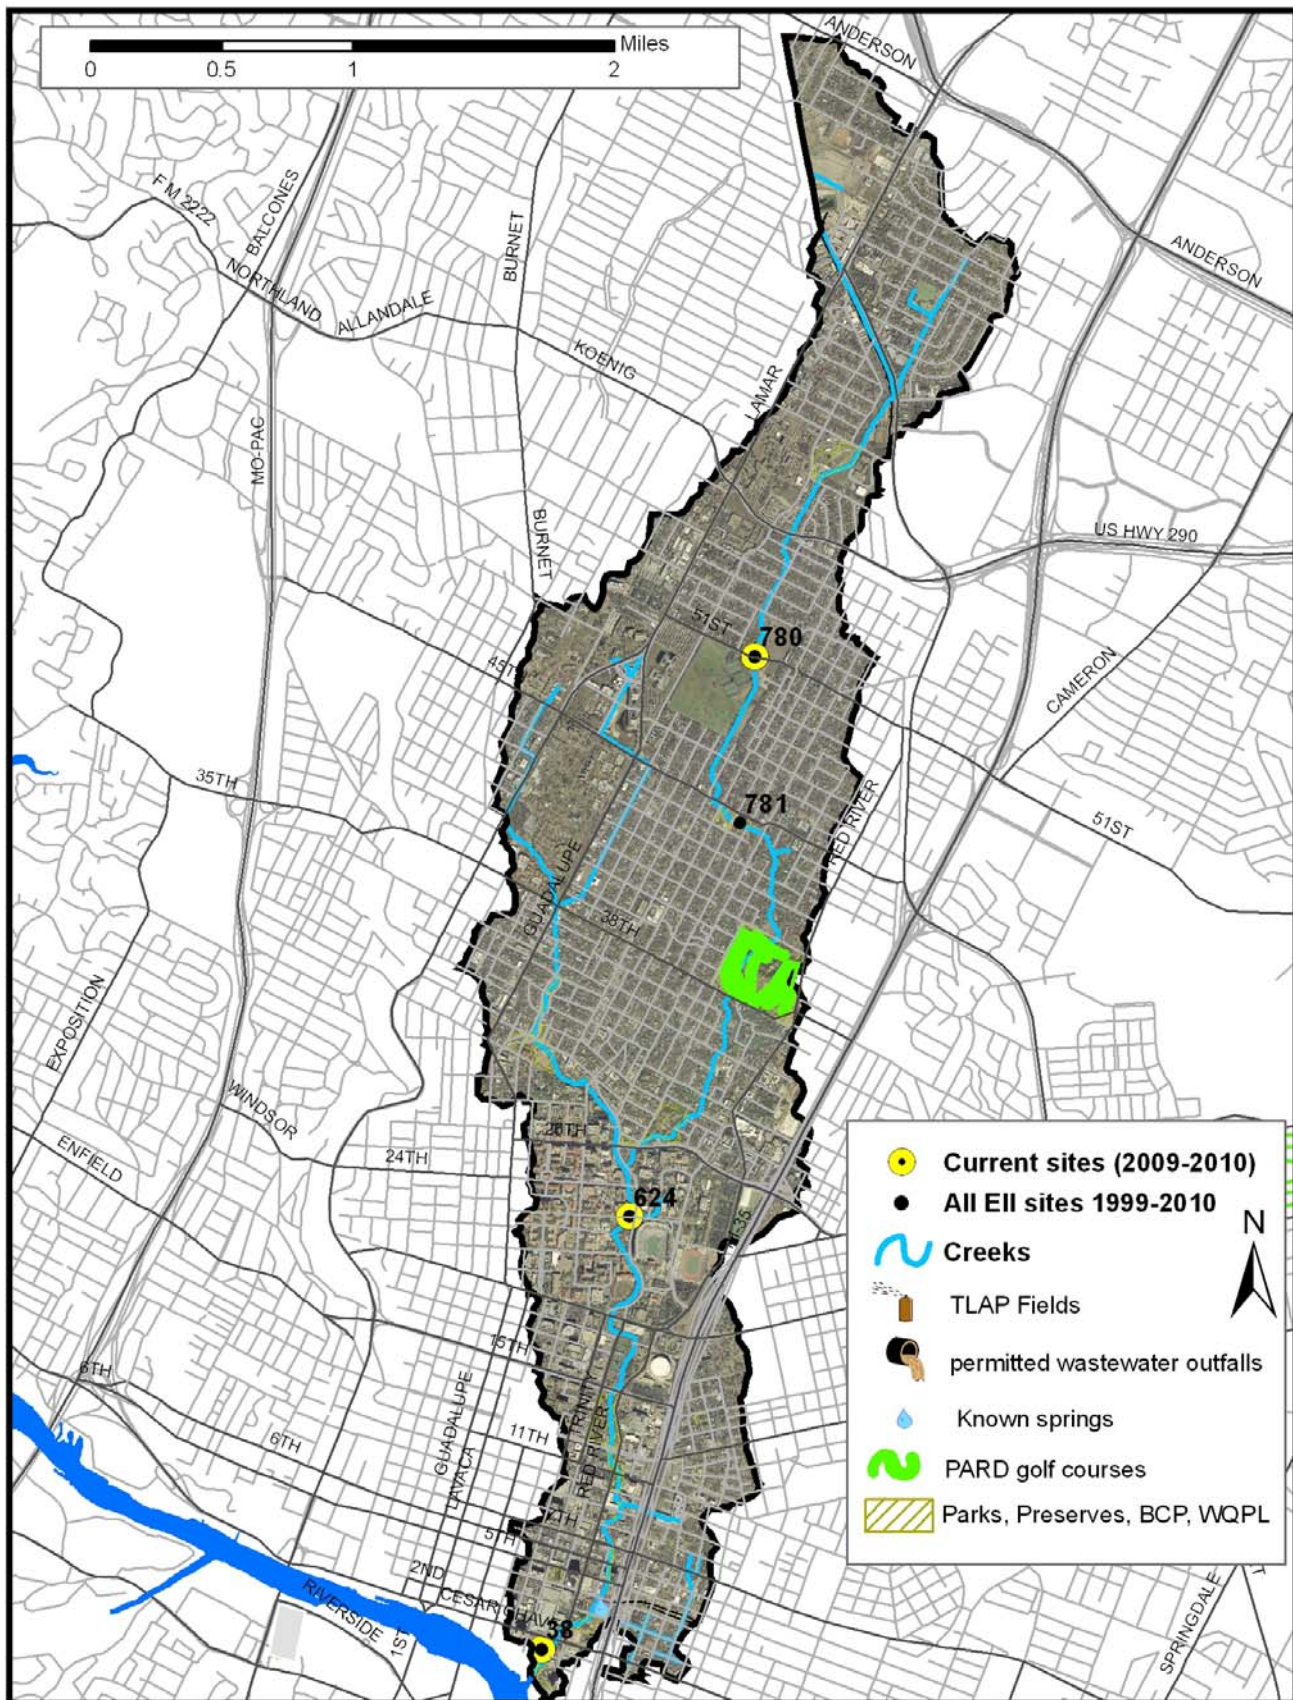 Miles
0 0.5 1 2
ANDERSON
F M 2222
BALCONES
BURNET
ANDERSON
NORTHLAND
ALLANDALE
KOENIG
LAMAR
MO-PAC
BURNET
US HWY 290
51ST
780
45T
CAMERON
35TH
781
RED RIVER
51ST
GUADALUPE
38TH
EXPOSITION
WINDSOR
ENFIELD
26TH
24TH
624
I-35
Current sites (2009-2010)
All EII sites 1999-2010
N
Creeks
TLAP Fields
permitted wastewater outfalls
Known springs
PARD golf courses
Parks, Preserves, BCP, WQPL
15TH
6TH
GUADALUPE
LAVACA
TRINITY
RED RIVER
11TH
6TH
7TH
5TH
2ND
CESAR CHAVE
RIVERSIDE
1ST
38
SPRINGDALE